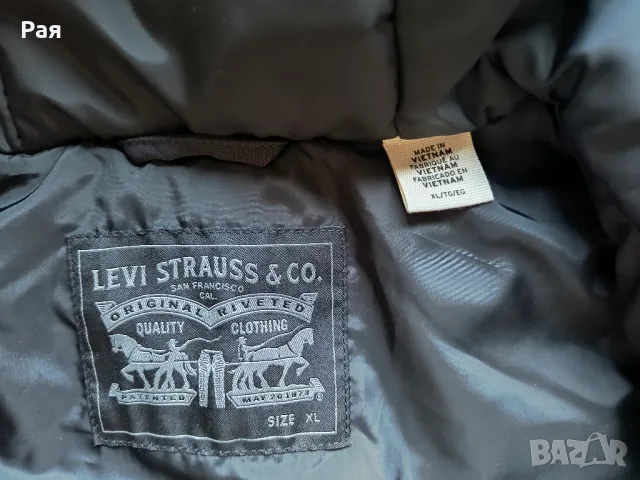 Рая
MADE IN
VIETNAM
FABRIQUÉ AU
VIETNAM
FABRICADO EN
VIETNAM
XL/TG/EG
LEVI STRAUSS & CO.
SAN FRANCISCO
CAL.
ORIGINAL RIVETED
QUALITY CLOTHING
PATENTED MAY 20 1873
SIZE XL
BAZAR